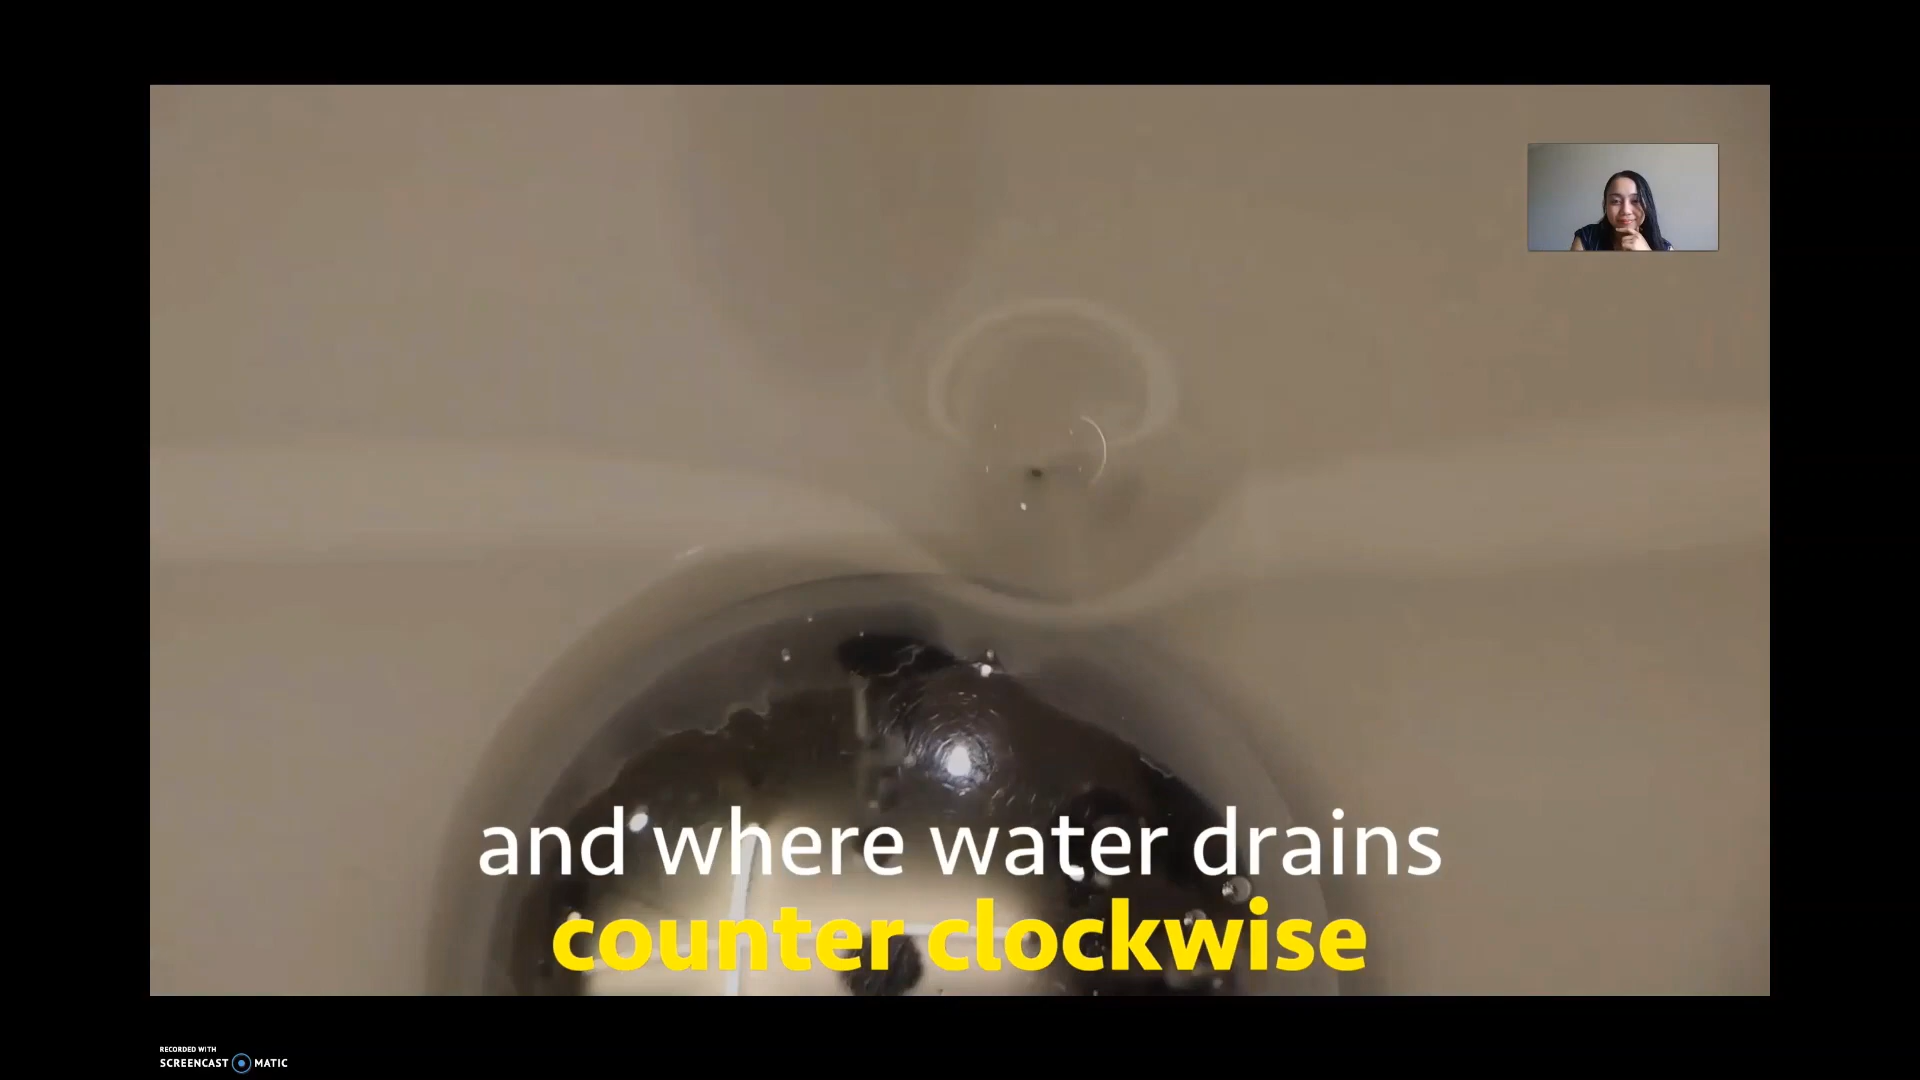 and where water drains
counter clockwise
RECORDED WITH
SCREENCAST MATIC